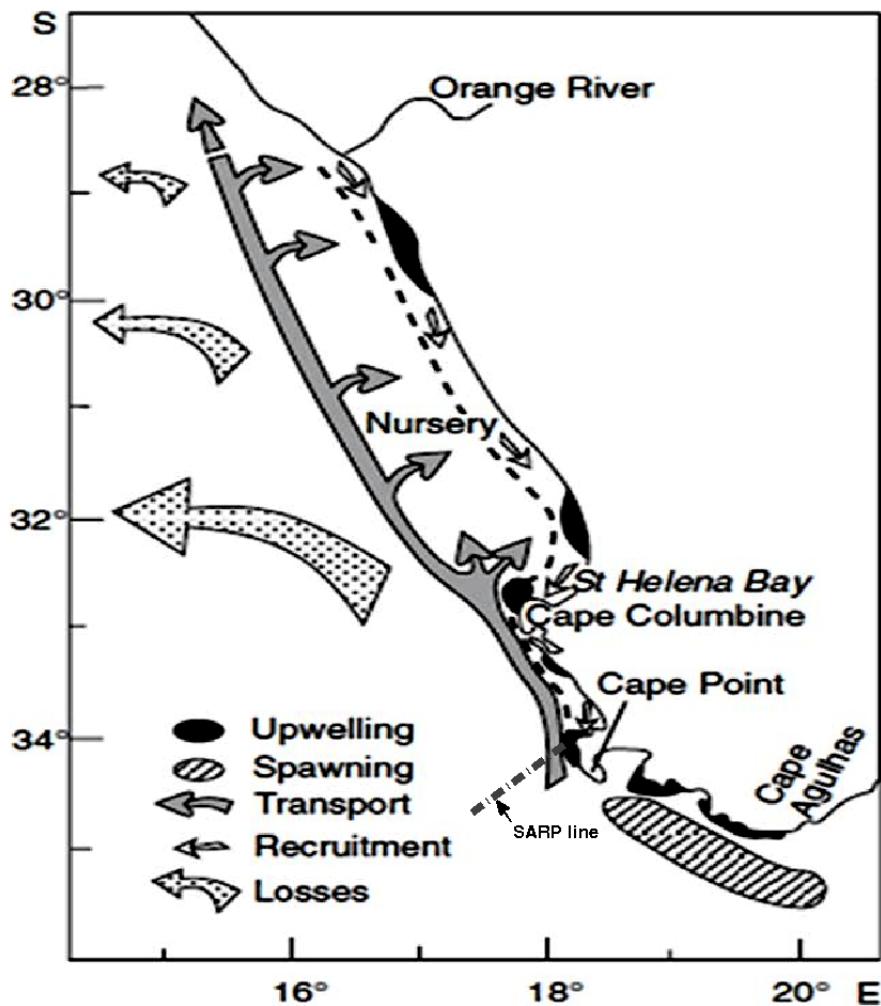 S
28°
Orange River
30°
Nursery
32°
St Helena Bay
Cape Columbine
Cape Point
34°
Upwelling
Spawning
Transport
Recruitment
Losses
SARP line
Cape
Agulhas
16°
18°
20° E